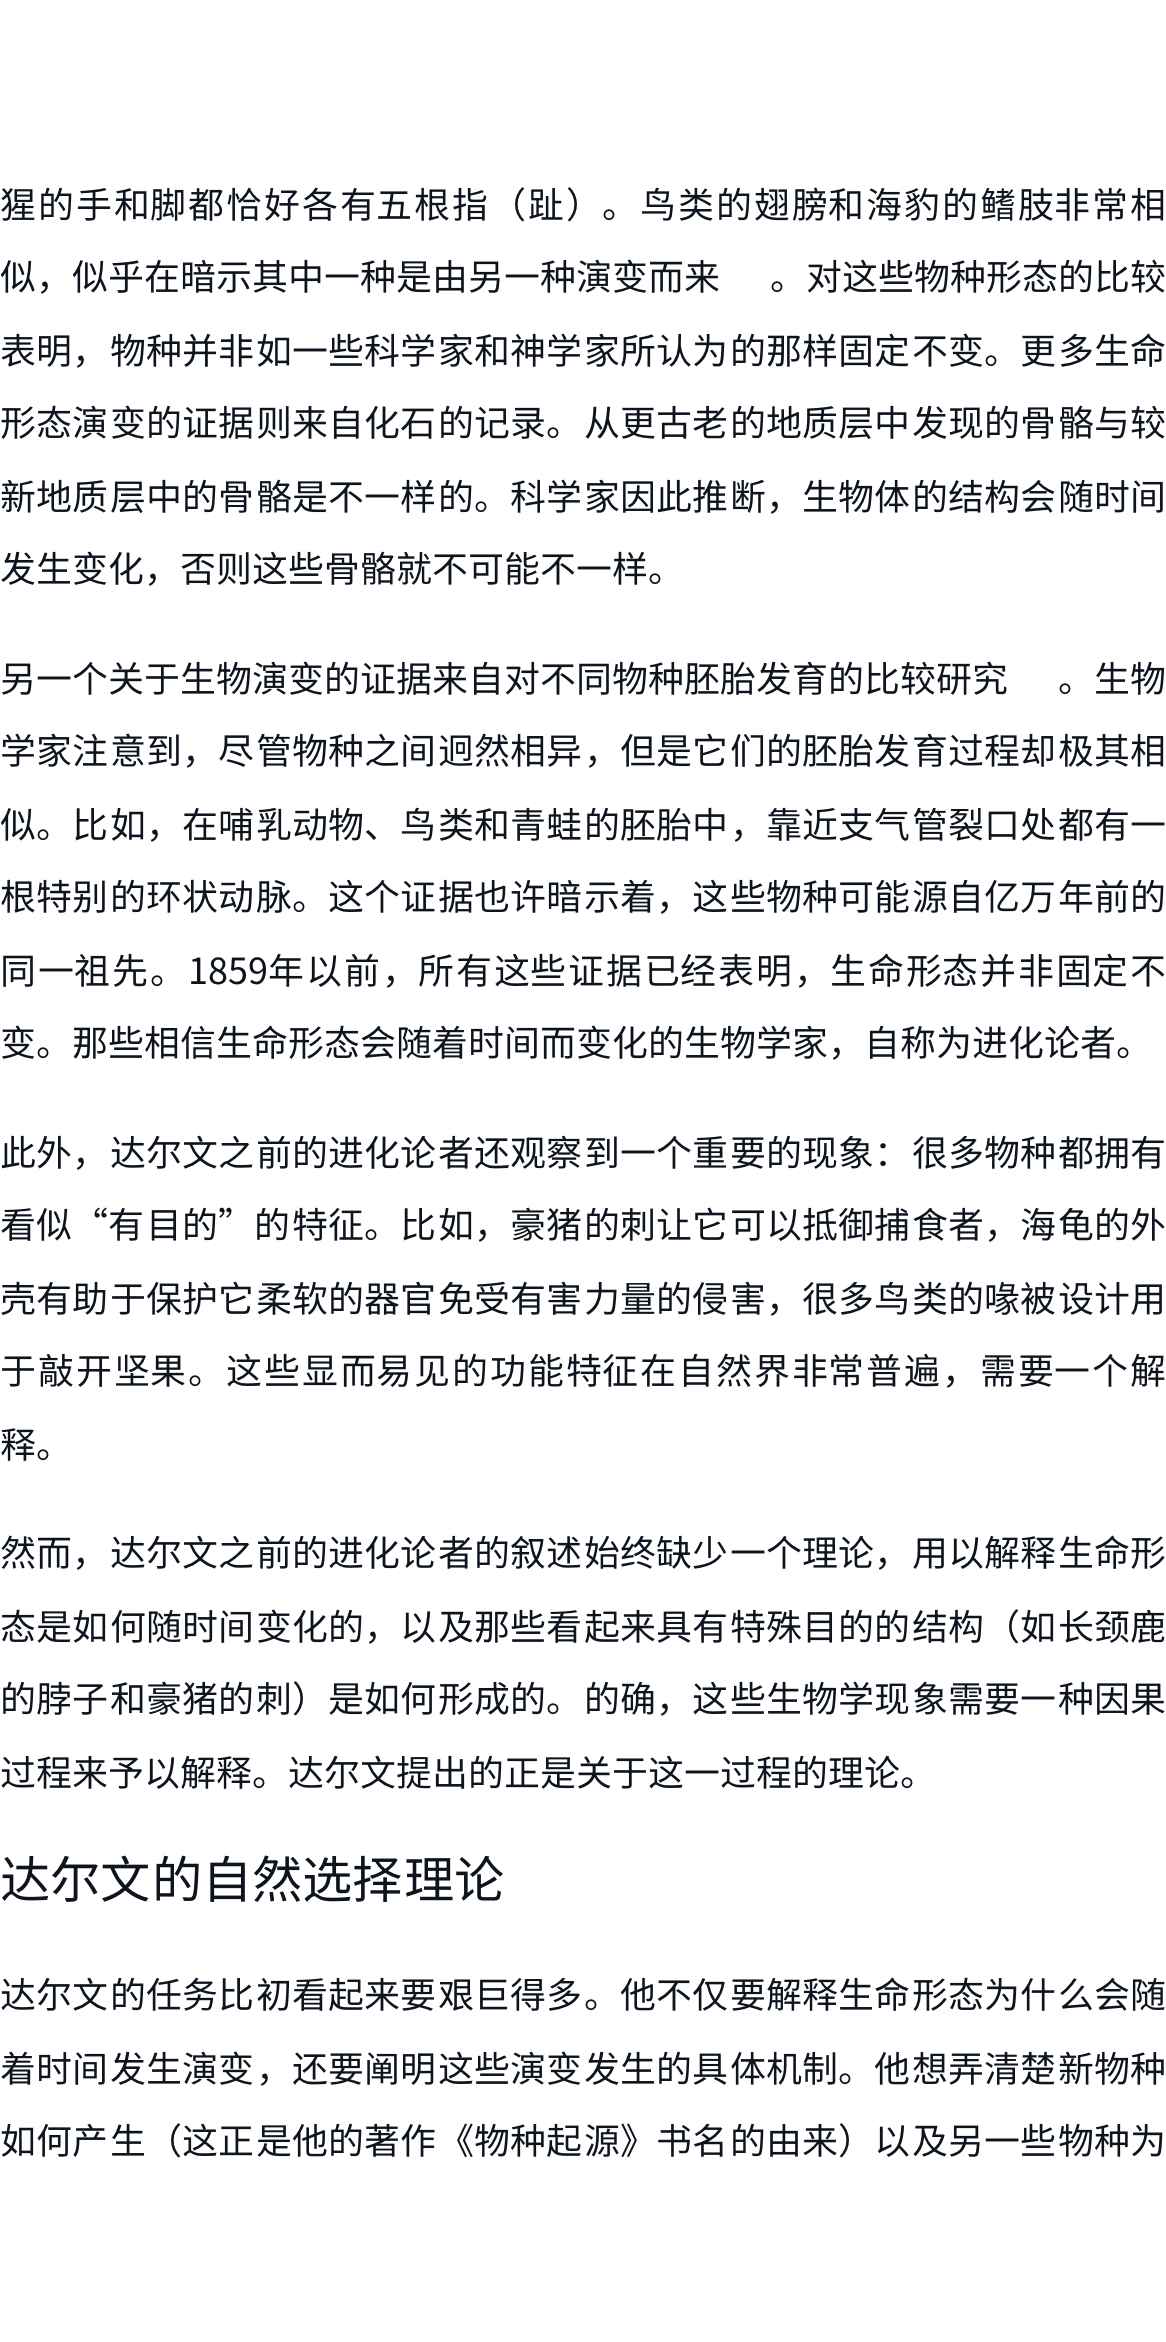 猩的手和脚都恰好各有五根指（趾）。鸟类的翅膀和海豹的鳍肢非常相
似，似乎在暗示其中一种是由另一种演变而来　。对这些物种形态的比较
表明，物种并非如一些科学家和神学家所认为的那样固定不变。更多生命
形态演变的证据则来自化石的记录。从更古老的地质层中发现的骨骼与较
新地质层中的骨骼是不一样的。科学家因此推断，生物体的结构会随时间
发生变化，否则这些骨骼就不可能不一样。
另一个关于生物演变的证据来自对不同物种胚胎发育的比较研究　。生物
学家注意到，尽管物种之间迥然相异，但是它们的胚胎发育过程却极其相
似。比如，在哺乳动物、鸟类和青蛙的胚胎中，靠近支气管裂口处都有一
根特别的环状动脉。这个证据也许暗示着，这些物种可能源自亿万年前的
同一祖先。1859年以前，所有这些证据已经表明，生命形态并非固定不
变。那些相信生命形态会随着时间而变化的生物学家，自称为进化论者。
此外，达尔文之前的进化论者还观察到一个重要的现象：很多物种都拥有
看似“有目的”的特征。比如，豪猪的刺让它可以抵御捕食者，海龟的外
壳有助于保护它柔软的器官免受有害力量的侵害，很多鸟类的喙被设计用
于敲开坚果。这些显而易见的功能特征在自然界非常普遍，需要一个解
释。
然而，达尔文之前的进化论者的叙述始终缺少一个理论，用以解释生命形
态是如何随时间变化的，以及那些看起来具有特殊目的的结构（如长颈鹿
的脖子和豪猪的刺）是如何形成的。的确，这些生物学现象需要一种因果
过程来予以解释。达尔文提出的正是关于这一过程的理论。
达尔文的自然选择理论
达尔文的任务比初看起来要艰巨得多。他不仅要解释生命形态为什么会随
着时间发生演变，还要阐明这些演变发生的具体机制。他想弄清楚新物种
如何产生（这正是他的著作《物种起源》书名的由来）以及另一些物种为